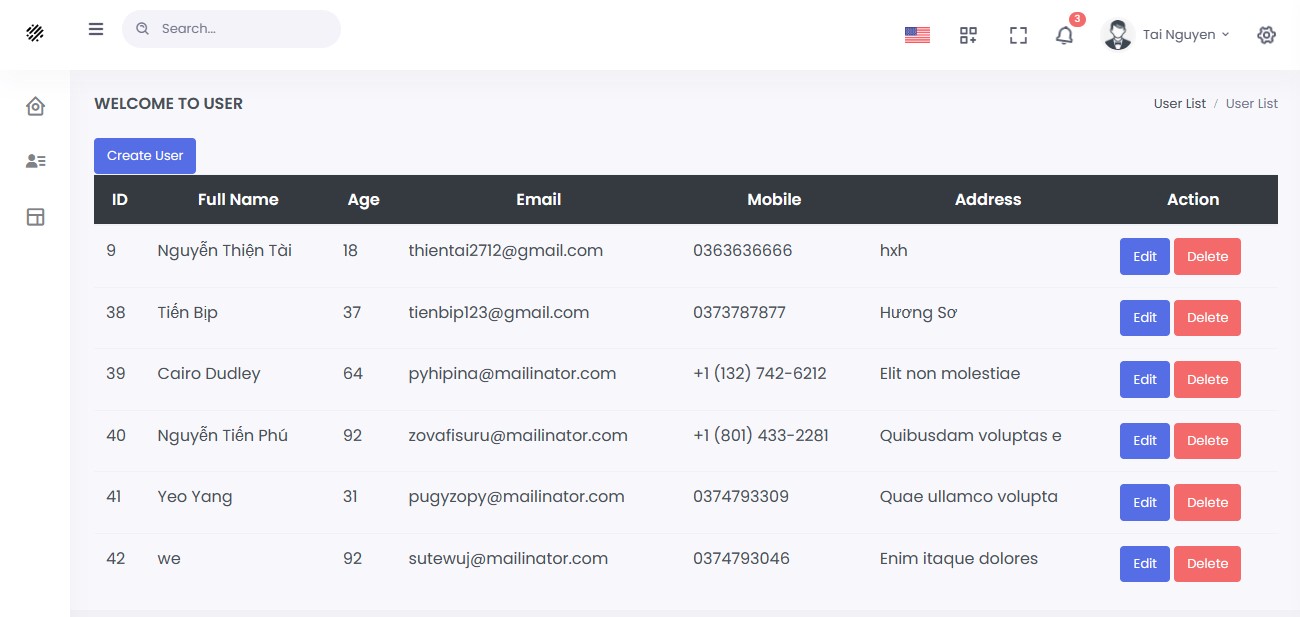 Search...
3
Tai Nguyen
WELCOME TO USER
User List / User List
Create User
ID Full Name Age Email Mobile Address Action
9 Nguyễn Thiện Tài 18 thientai2712@gmail.com 0363636666 hxh Edit Delete
38 Tiến Bịp 37 tienbip123@gmail.com 0373787877 Hương Sơ Edit Delete
39 Cairo Dudley 64 pyhipina@mailinator.com +1 (132) 742-6212 Elit non molestiae Edit Delete
40 Nguyễn Tiến Phú 92 zovafisuru@mailinator.com +1 (801) 433-2281 Quibusdam voluptas e Edit Delete
41 Yeo Yang 31 pugyzopy@mailinator.com 0374793309 Quae ullamco volupta Edit Delete
42 we 92 sutewuj@mailinator.com 0374793046 Enim itaque dolores Edit Delete